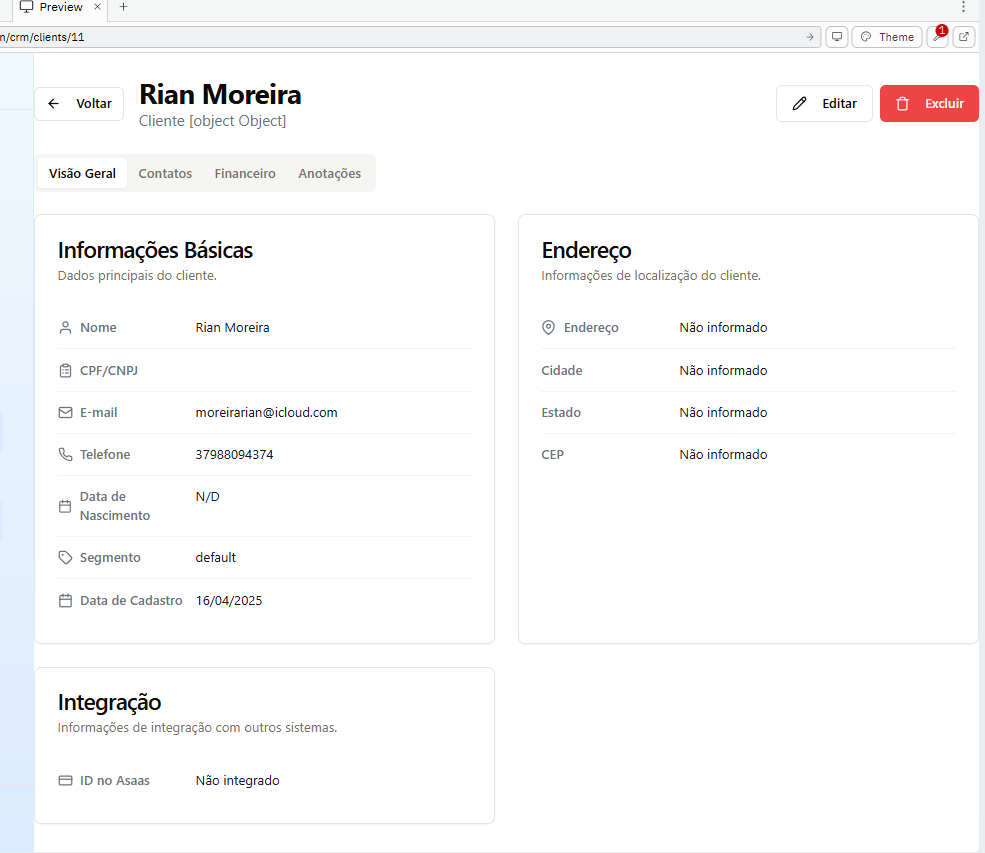 Preview
n/crm/clients/11
Theme
1
Voltar
Rian Moreira
Cliente [object Object]
Editar
Excluir
Visão Geral
Contatos
Financeiro
Anotações
Informações Básicas
Dados principais do cliente.
Nome
Rian Moreira
CPF/CNPJ
E-mail
moreirarian@icloud.com
Telefone
37988094374
Data de
Nascimento
N/D
Segmento
default
Data de Cadastro
16/04/2025
Endereço
Informações de localização do cliente.
Endereço
Não informado
Cidade
Não informado
Estado
Não informado
CEP
Não informado
Integração
Informações de integração com outros sistemas.
ID no Asaas
Não integrado